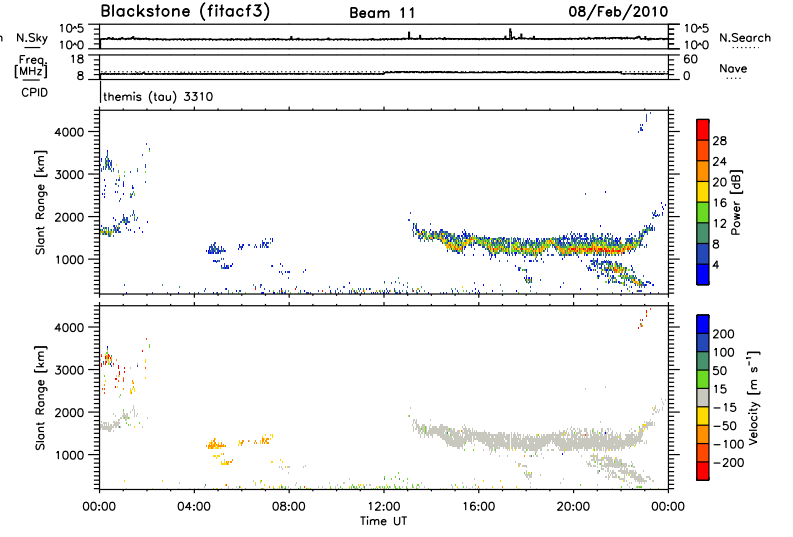 Blackstone (fitacf3)
Beam 11
08/Feb/2010
N.Sky
10^5
10^0
10^5
10^0
N.Search
Freq.
[MHz]
18
8
60
0
Nave
CPID
themis (tau) 3310
Slant Range [km]
4000
3000
2000
1000
28
24
20
16
12
8
4
Power [dB]
Slant Range [km]
4000
3000
2000
1000
200
100
50
15
-15
-50
-100
-200
Velocity [m s⁻¹]
00:00 04:00 08:00 12:00 16:00 20:00 00:00
Time UT